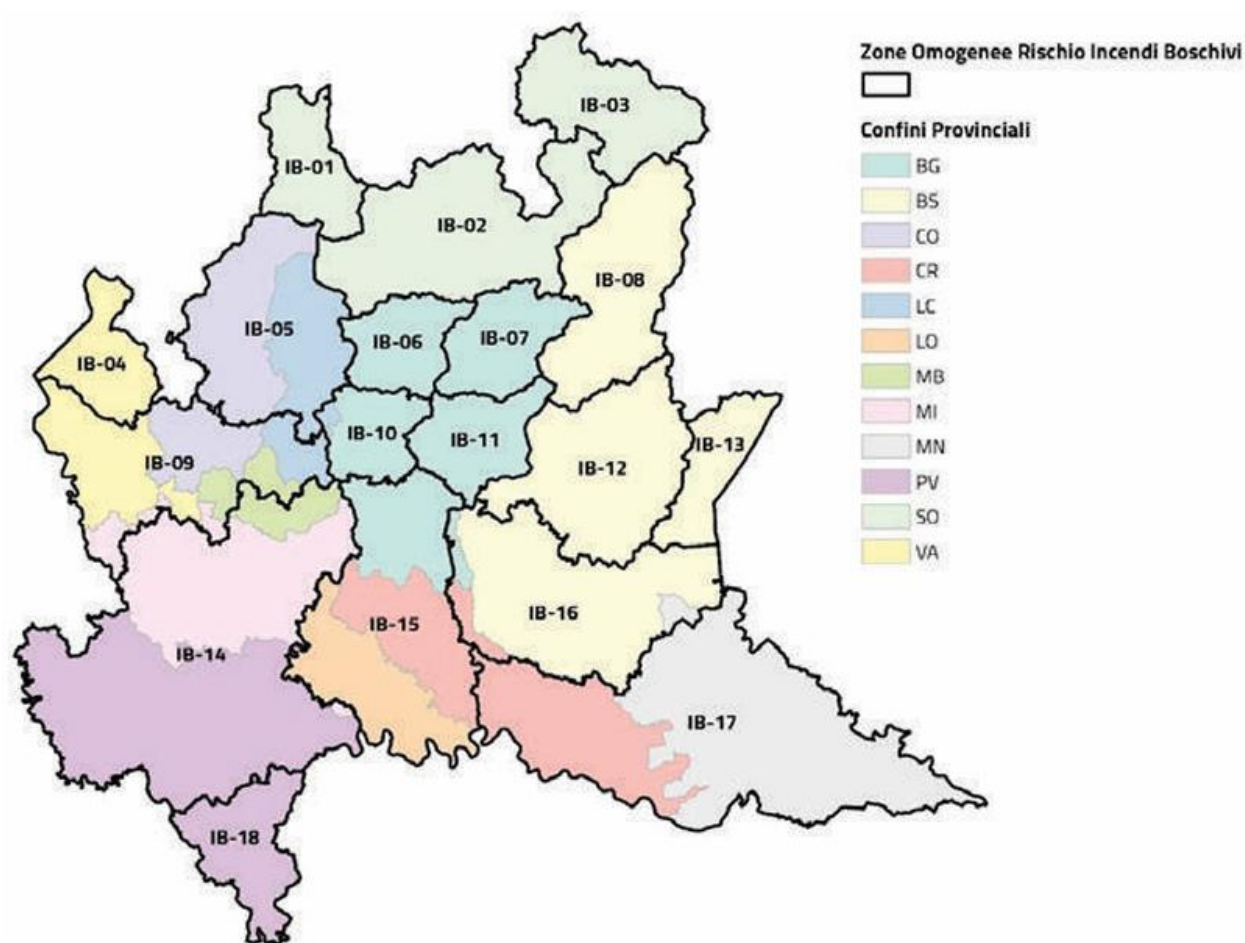 Zone Omogenee Rischio Incendi Boschivi
Confini Provinciali
BG
BS
CO
CR
LC
LO
MB
MI
MN
PV
SO
VA
IB-01
IB-02
IB-03
IB-04
IB-05
IB-06
IB-07
IB-08
IB-09
IB-10
IB-11
IB-12
IB-13
IB-14
IB-15
IB-16
IB-17
IB-18